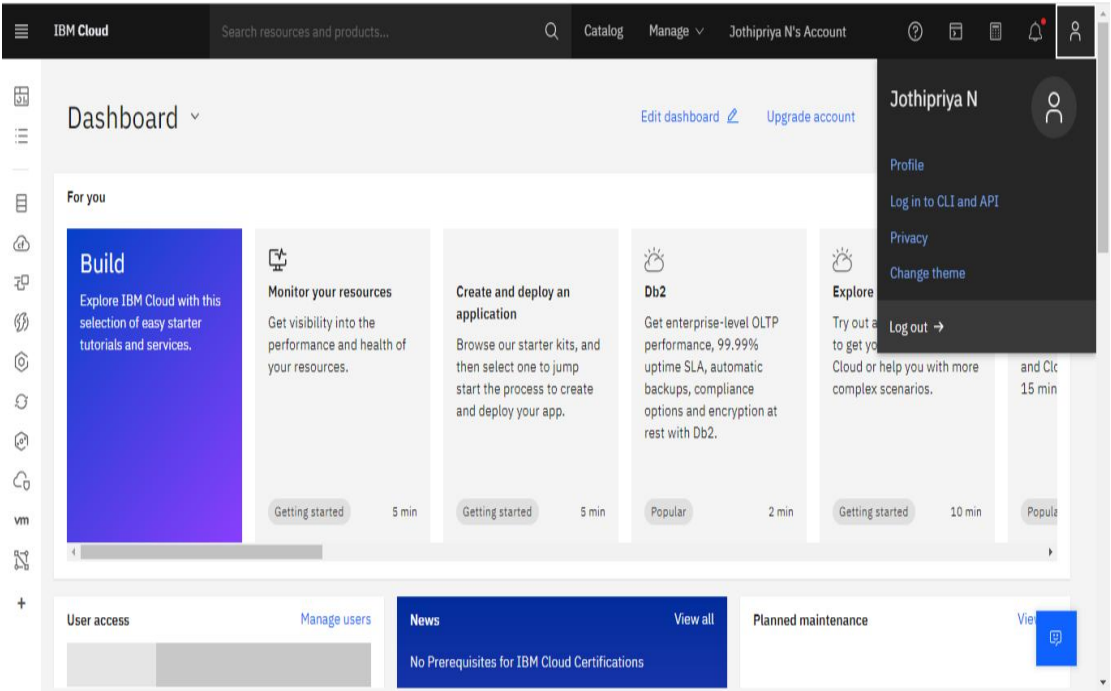 IBM Cloud
Search resources and products...
Catalog
Manage
Jothipriya N's Account
Jothipriya N
Profile
Log in to CLI and API
Privacy
Change theme
Log out →
Dashboard
Edit dashboard
Upgrade account
For you
Build
Explore IBM Cloud with this
selection of easy starter
tutorials and services.
Monitor your resources
Get visibility into the
performance and health of
your resources.
Getting started
5 min
Create and deploy an
application
Browse our starter kits, and
then select one to jump
start the process to create
and deploy your app.
Getting started
5 min
Db2
Get enterprise-level OLTP
performance, 99.99%
uptime SLA, automatic
backups, compliance
options and encryption at
rest with Db2.
Popular
2 min
Explore
Try out a
to get yo
Cloud or help you with more
complex scenarios.
Getting started
10 min
and Clo
15 min
Popula
vm
User access
Manage users
News
View all
No Prerequisites for IBM Cloud Certifications
Planned maintenance